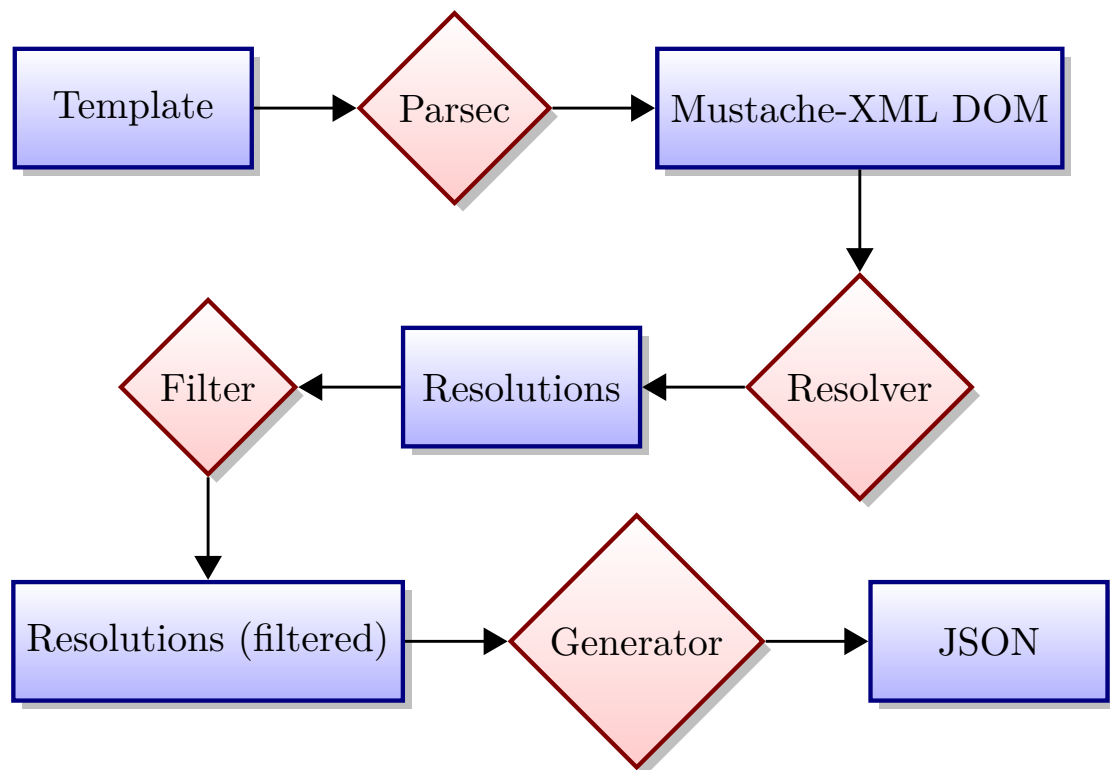 Template
Parsec
Mustache-XML DOM
Filter
Resolutions
Resolver
Resolutions (filtered)
Generator
JSON